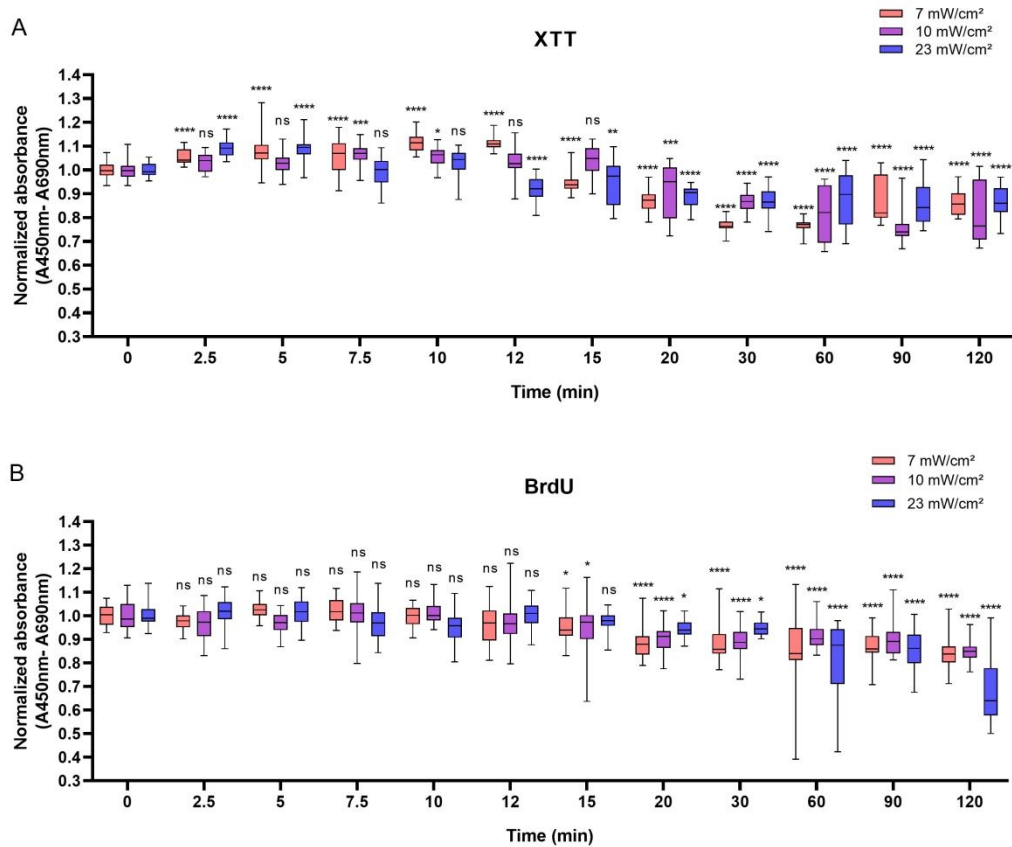 A
XTT
7 mW/cm²
10 mW/cm²
23 mW/cm²
Normalized absorbance
(A450nm- A690nm)
1.4
1.3
1.2
1.1
1.0
0.9
0.8
0.7
0.6
0.5
0.4
0.3
**** ns **** **** ns **** **** *** ns **** * ns **** ns **** **** ns ** **** *** **** **** **** **** **** **** **** **** **** **** **** **** ****
0 2.5 5 7.5 10 12 15 20 30 60 90 120
Time (min)
B
BrdU
7 mW/cm²
10 mW/cm²
23 mW/cm²
Normalized absorbance
(A450nm- A690nm)
1.4
1.3
1.2
1.1
1.0
0.9
0.8
0.7
0.6
0.5
0.4
0.3
ns ns ns ns ns ns ns ns ns ns ns ns ns ns ns * * ns **** **** * **** **** * **** **** **** **** **** **** **** **** ****
0 2.5 5 7.5 10 12 15 20 30 60 90 120
Time (min)